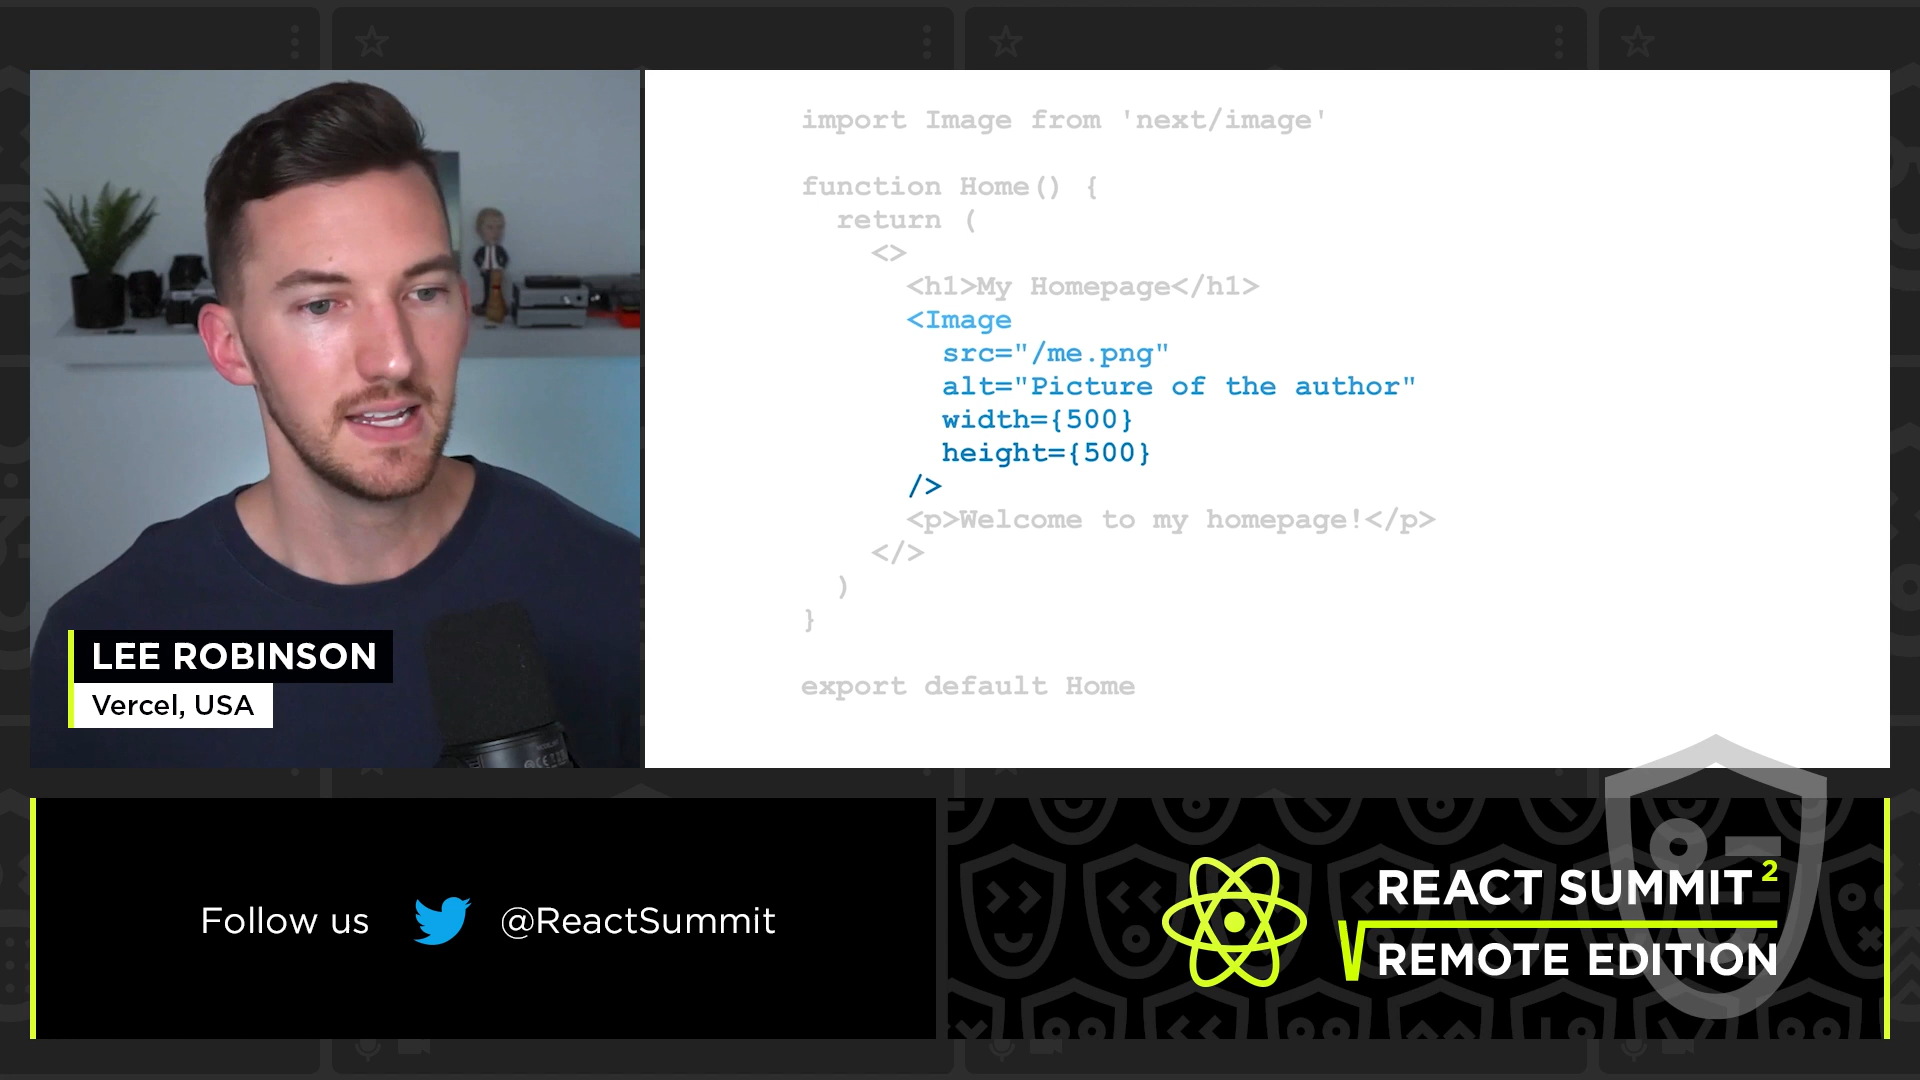 import Image from 'next/image'
function Home() {
return (
<>
<h1>My Homepage</h1>
<Image
src="/me.png"
alt="Picture of the author"
width={500}
height={500}
/>
<p>Welcome to my homepage!</p>
</>
)
}
export default Home
LEE ROBINSON
Vercel, USA
Follow us @ReactSummit
REACT SUMMIT 2
REMOTE EDITION